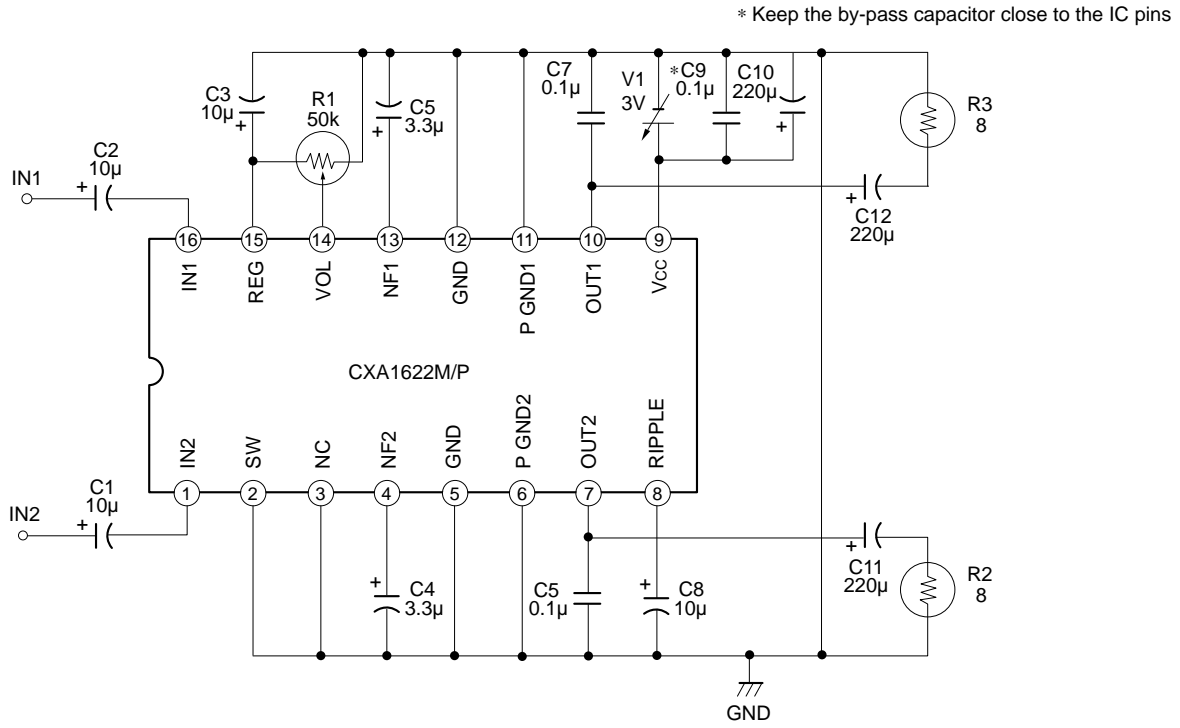 * Keep the by-pass capacitor close to the IC pins
C3
10µ
R1
50k
C5
3.3µ
C7
0.1µ
V1
3V
*C9
0.1µ
C10
220µ
R3
8
C2
10µ
IN1
C12
220µ
16
15
14
13
12
11
10
9
IN1
REG
VOL
NF1
GND
P GND1
OUT1
Vcc
CXA1622M/P
IN2
SW
NC
NF2
GND
P GND2
OUT2
RIPPLE
1
2
3
4
5
6
7
8
C1
10µ
IN2
C4
3.3µ
C5
0.1µ
C8
10µ
C11
220µ
R2
8
GND